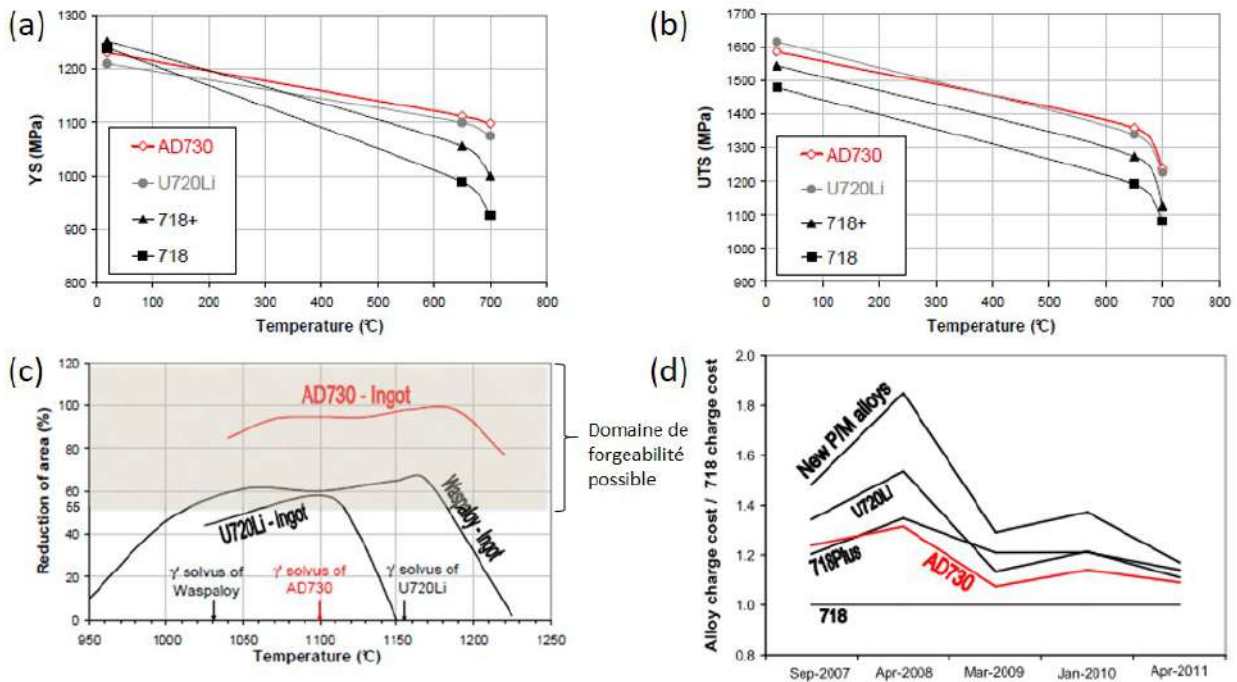 (a)
1300
1200
1100
1000
900
800
YS (MPa)
AD730
U720Li
718+
718
0 100 200 300 400 500 600 700 800
Temperature (°C)
(b)
1700
1600
1500
1400
1300
1200
1100
1000
900
UTS (MPa)
AD730
U720Li
718+
718
0 100 200 300 400 500 600 700 800
Temperature (°C)
(c)
120
100
80
60
55
40
20
0
Reduction of area (%)
AD730 - Ingot
U720Li - Ingot
Waspaloy - Ingot
γ' solvus of
Waspaloy
γ' solvus of
AD730
γ' solvus of
U720Li
950 1000 1050 1100 1150 1200 1250
Temperature (°C)
Domaine de
forgeabilité
possible
(d)
2.0
1.8
1.6
1.4
1.2
1.0
0.8
Alloy charge cost / 718 charge cost
New P/M alloys
U720Li
718Plus
AD730
718
Sep-2007 Apr-2008 Mar-2009 Jan-2010 Apr-2011